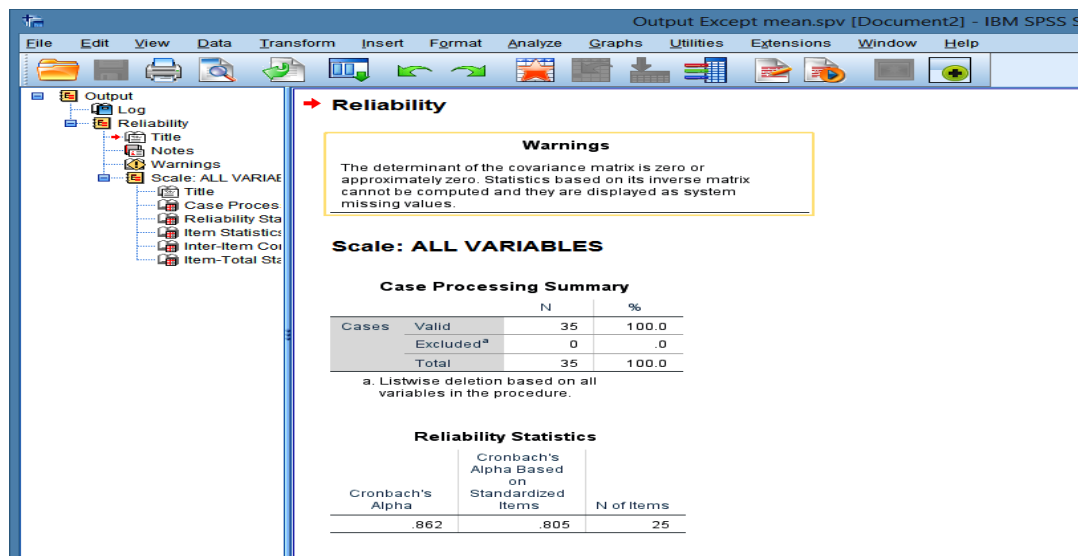 Output Except mean.spv [Document2] - IBM SPSS S
File Edit View Data Transform Insert Format Analyze Graphs Utilities Extensions Window Help
Output
Log
Reliability
Title
Notes
Warnings
Scale: ALL VARIAE
Title
Case Proces
Reliability Sta
Item Statistics
Inter-Item Co
Item-Total Sta
Reliability
Warnings
The determinant of the covariance matrix is zero or
approximately zero. Statistics based on its inverse matrix
cannot be computed and they are displayed as system
missing values.
Scale: ALL VARIABLES
Case Processing Summary
N %
Cases Valid 35 100.0
Excludedᵃ 0 .0
Total 35 100.0
a. Listwise deletion based on all
variables in the procedure.
Reliability Statistics
Cronbach's
Alpha
Cronbach's
Alpha Based
on
Standardized
Items
N of Items
.862 .805 25